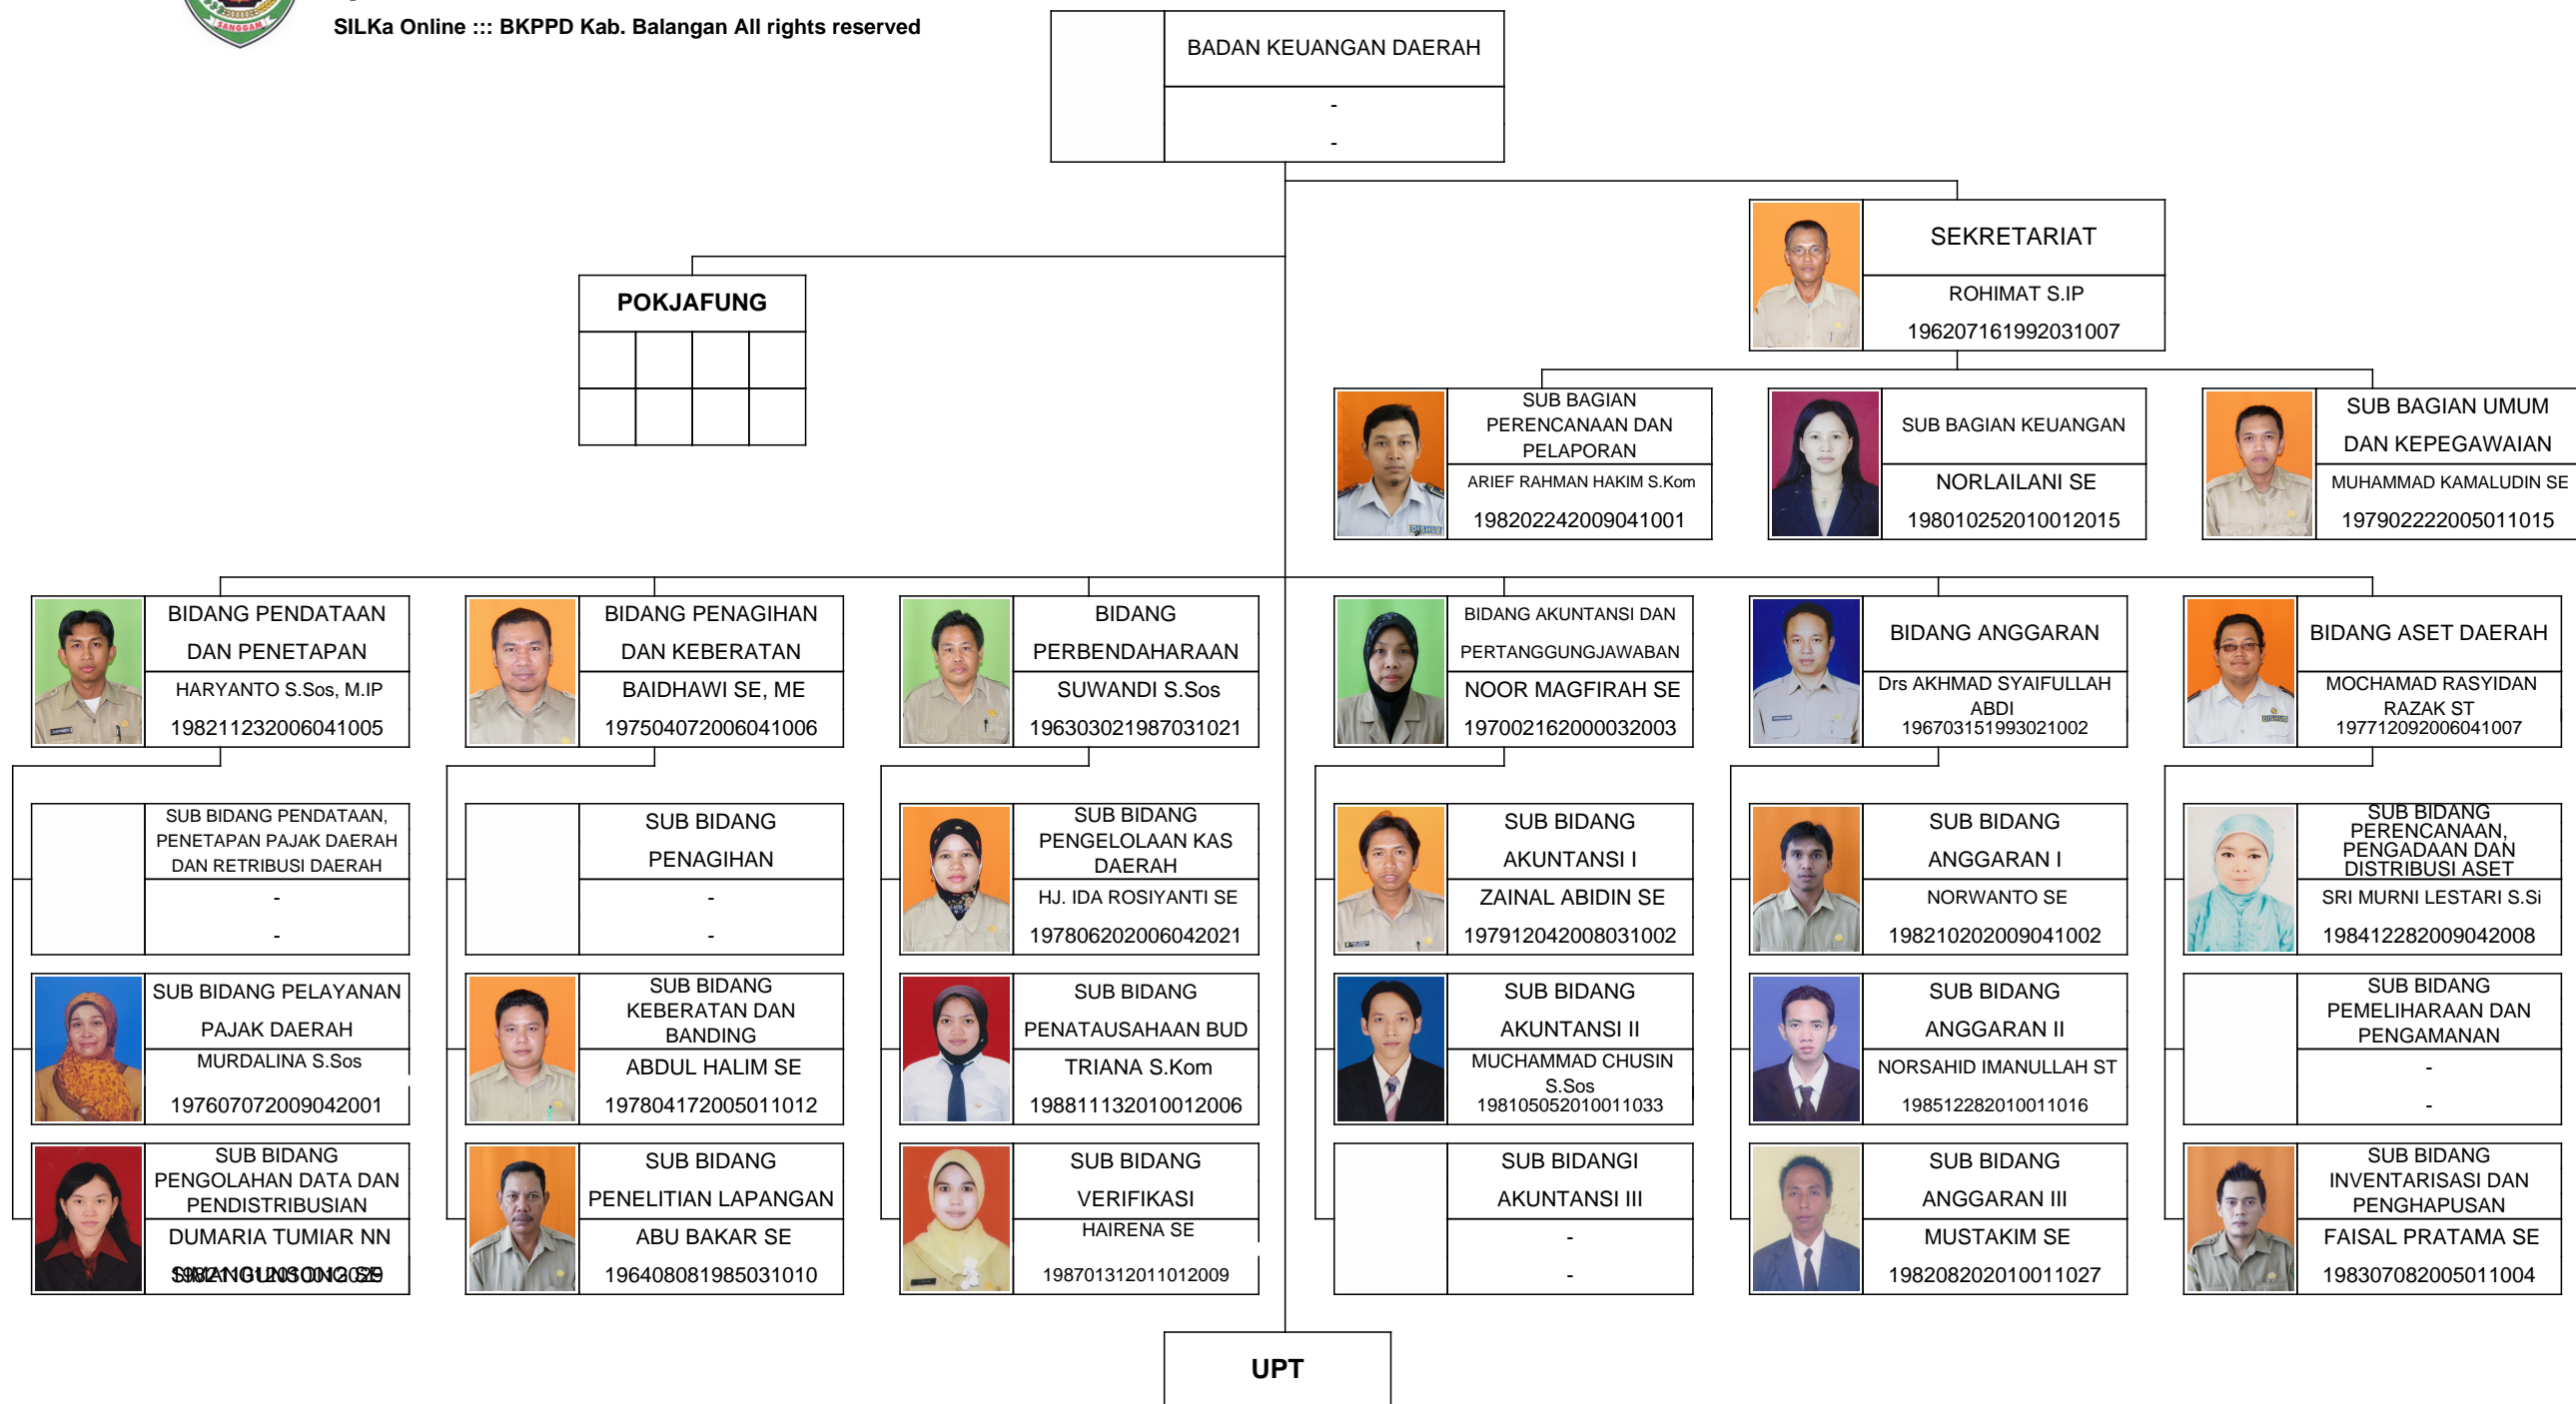 SANGGAM
SILKa Online ::: BKPPD Kab. Balangan All rights reserved
BADAN KEUANGAN DAERAH
-
-
SEKRETARIAT
ROHIMAT S.IP
196207161992031007
POKJAFUNG
SUB BAGIAN
PERENCANAAN DAN
PELAPORAN
ARIEF RAHMAN HAKIM S.Kom
198202242009041001
SUB BAGIAN KEUANGAN
NORLAILANI SE
198010252010012015
SUB BAGIAN UMUM
DAN KEPEGAWAIAN
MUHAMMAD KAMALUDIN SE
197902222005011015
BIDANG PENDATAAN
DAN PENETAPAN
HARYANTO S.Sos, M.IP
198211232006041005
BIDANG PENAGIHAN
DAN KEBERATAN
BAIDHAWI SE, ME
197504072006041006
BIDANG
PERBENDAHARAAN
SUWANDI S.Sos
196303021987031021
BIDANG AKUNTANSI DAN
PERTANGGUNGJAWABAN
NOOR MAGFIRAH SE
197002162000032003
BIDANG ANGGARAN
Drs AKHMAD SYAIFULLAH
ABDI
196703151993021002
BIDANG ASET DAERAH
MOCHAMAD RASYIDAN
RAZAK ST
197712092006041007
SUB BIDANG PENDATAAN,
PENETAPAN PAJAK DAERAH
DAN RETRIBUSI DAERAH
-
-
SUB BIDANG
PENAGIHAN
-
-
SUB BIDANG
PENGELOLAAN KAS
DAERAH
HJ. IDA ROSIYANTI SE
197806202006042021
SUB BIDANG
AKUNTANSI I
ZAINAL ABIDIN SE
197912042008031002
SUB BIDANG
ANGGARAN I
NORWANTO SE
198210202009041002
SUB BIDANG
PERENCANAAN,
PENGADAAN DAN
DISTRIBUSI ASET
SRI MURNI LESTARI S.Si
198412282009042008
SUB BIDANG PELAYANAN
PAJAK DAERAH
MURDALINA S.Sos
197607072009042001
SUB BIDANG
KEBERATAN DAN
BANDING
ABDUL HALIM SE
197804172005011012
SUB BIDANG
PENATAUSAHAAN BUD
TRIANA S.Kom
198811132010012006
SUB BIDANG
AKUNTANSI II
MUCHAMMAD CHUSIN
S.Sos
198105052010011033
SUB BIDANG
ANGGARAN II
NORSAHID IMANULLAH ST
198512282010011016
SUB BIDANG
PEMELIHARAAN DAN
PENGAMANAN
-
-
SUB BIDANG
PENGOLAHAN DATA DAN
PENDISTRIBUSIAN
DUMARIA TUMIAR NN
SIMANGUNSONG SE
SUB BIDANG
PENELITIAN LAPANGAN
ABU BAKAR SE
196408081985031010
SUB BIDANG
VERIFIKASI
HAIRENA SE
198701312011012009
SUB BIDANGI
AKUNTANSI III
-
-
SUB BIDANG
ANGGARAN III
MUSTAKIM SE
198208202010011027
SUB BIDANG
INVENTARISASI DAN
PENGHAPUSAN
FAISAL PRATAMA SE
198307082005011004
UPT